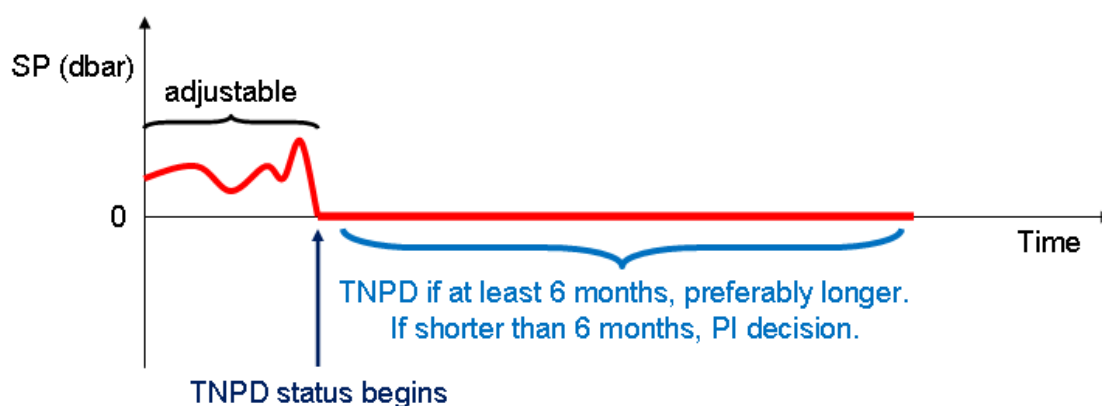 SP (dbar)
adjustable
0
Time
TNPD if at least 6 months, preferably longer.
If shorter than 6 months, PI decision.
TNPD status begins